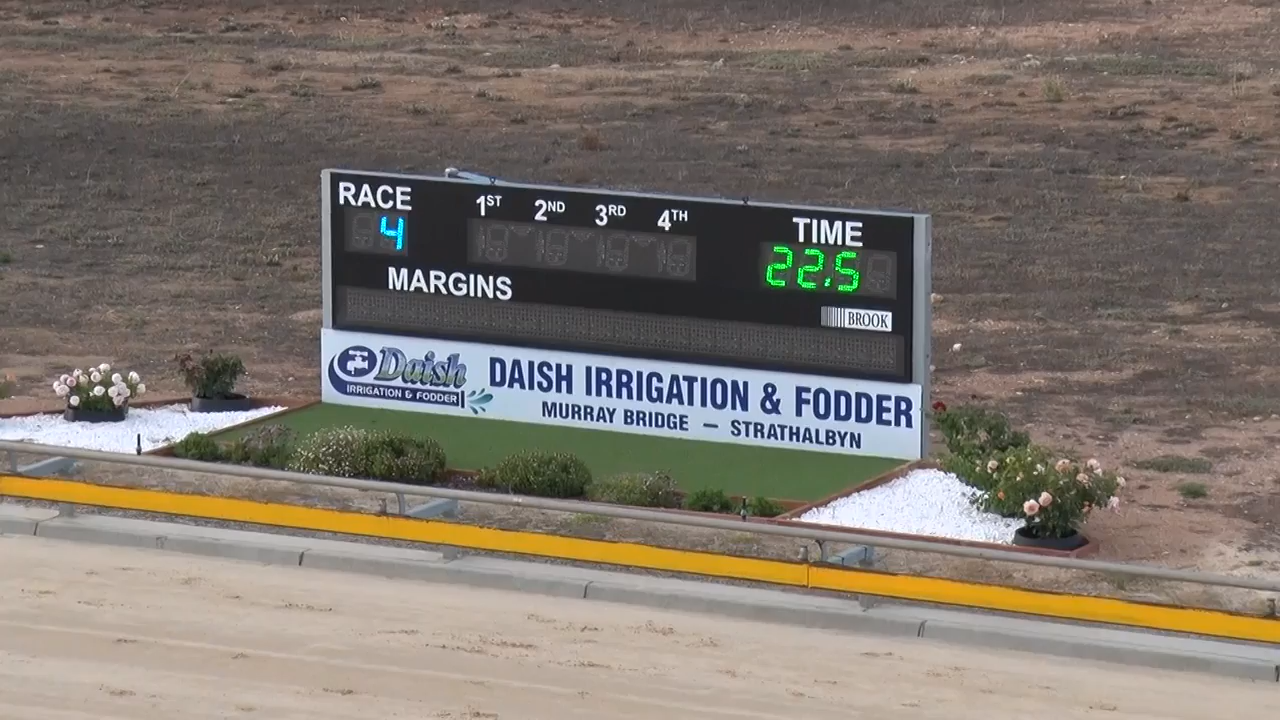 RACE 1ST 2ND 3RD 4TH TIME
4 22.5
MARGINS
BROOK
Daish
IRRIGATION & FODDER
DAISH IRRIGATION & FODDER
MURRAY BRIDGE — STRATHALBYN